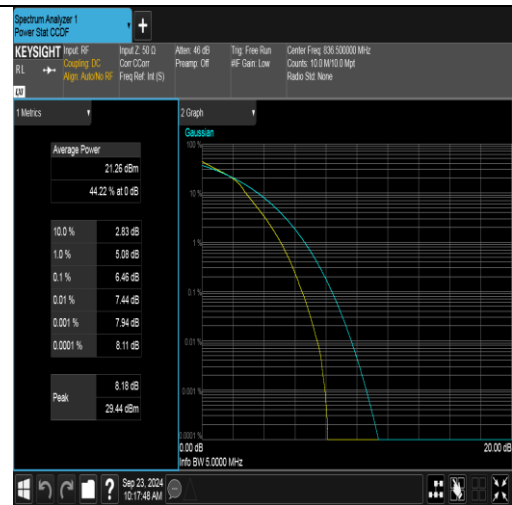 Spectrum Analyzer 1
Power Stat CCDF
KEYSIGHT
RL
LXI
Input: RF
Coupling: DC
Align: Auto/No RF
Input Z: 50 Ω
Corr CCorr
Freq Ref: Int (S)
Atten: 46 dB
Preamp: Off
Trig: Free Run
#IF Gain: Low
Center Freq: 836.500000 MHz
Counts: 10.0 M/10.0 Mpt
Radio Std: None
1 Metrics
Average Power
21.26 dBm
44.22 % at 0 dB
10.0 % 2.83 dB
1.0 % 5.08 dB
0.1 % 6.46 dB
0.01 % 7.44 dB
0.001 % 7.94 dB
0.0001 % 8.11 dB
Peak
8.18 dB
29.44 dBm
2 Graph
Gaussian
100 %
10 %
1 %
0.1 %
0.01 %
0.001 %
0.0001 %
0.00 dB
20.00 dB
Info BW 5.0000 MHz
?
Sep 23, 2024
10:17:48 AM